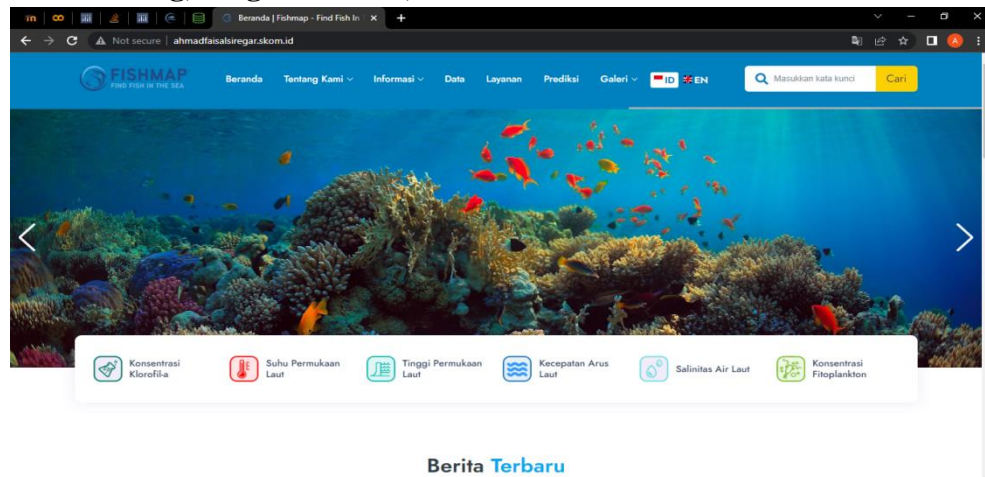 Beranda | Fishmap - Find Fish In
Not secure | ahmadfaisalsiregar.skom.id
FISHMAP
FIND FISH IN THE SEA
Beranda Tentang Kami Informasi Data Layanan Prediksi Galeri ID EN
Masukkan kata kunci Cari
Konsentrasi
Klorofil-a
Suhu Permukaan
Laut
Tinggi Permukaan
Laut
Kecepatan Arus
Laut
Salinitas Air Laut
Konsentrasi
Fitoplankton
Berita Terbaru